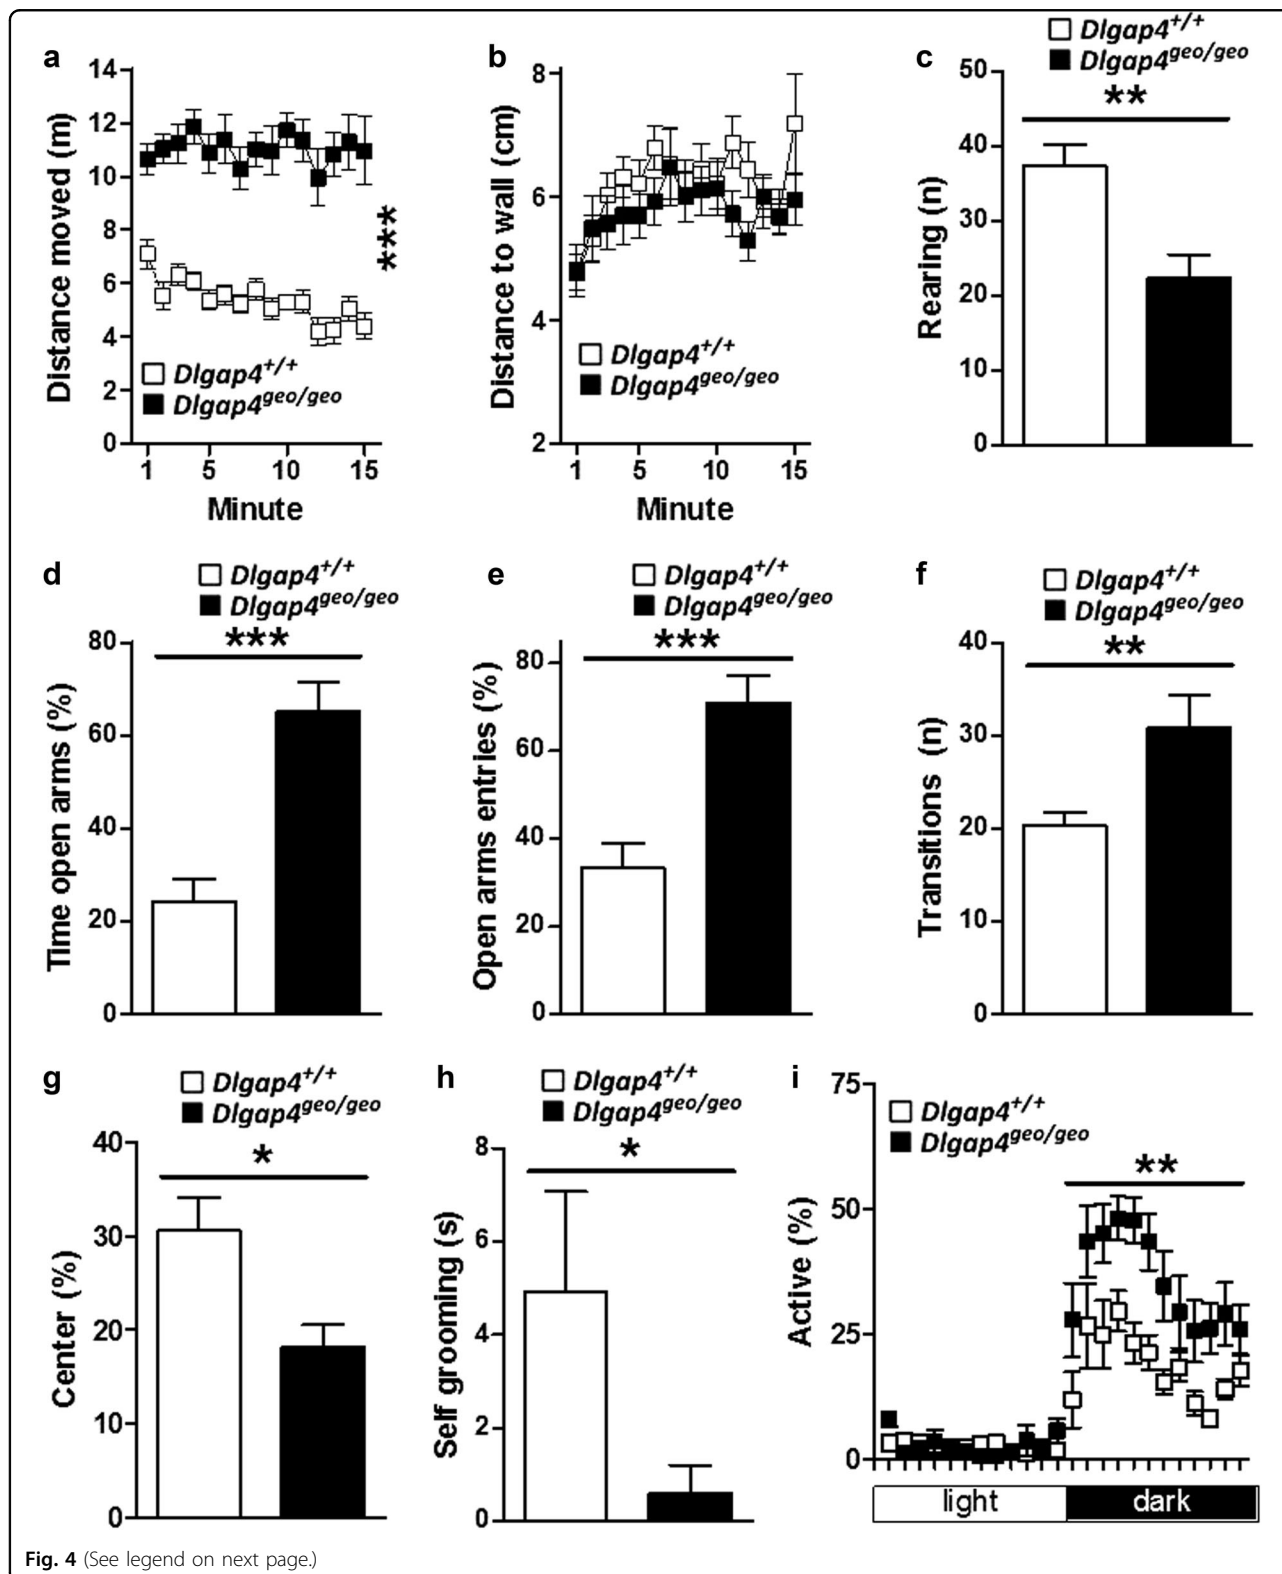 a
Distance moved (m)
14
12
10
8
6
4
2
0
***
Dlgap4+/+
Dlgap4geo/geo
1 5 10 15
Minute
b
Distance to wall (cm)
8
6
4
2
Dlgap4+/+
Dlgap4geo/geo
1 5 10 15
Minute
c
Dlgap4+/+
Dlgap4geo/geo
**
Rearing (n)
50
40
30
20
10
0
d
Dlgap4+/+
Dlgap4geo/geo
***
Time open arms (%)
80
60
40
20
0
e
Dlgap4+/+
Dlgap4geo/geo
***
Open arms entries (%)
80
60
40
20
0
f
Dlgap4+/+
Dlgap4geo/geo
**
Transitions (n)
40
30
20
10
0
g
Dlgap4+/+
Dlgap4geo/geo
*
Center (%)
40
30
20
10
0
h
Dlgap4+/+
Dlgap4geo/geo
*
Self grooming (s)
8
6
4
2
0
i
Dlgap4+/+
Dlgap4geo/geo
**
Active (%)
75
50
25
0
light dark
Fig. 4 (See legend on next page.)